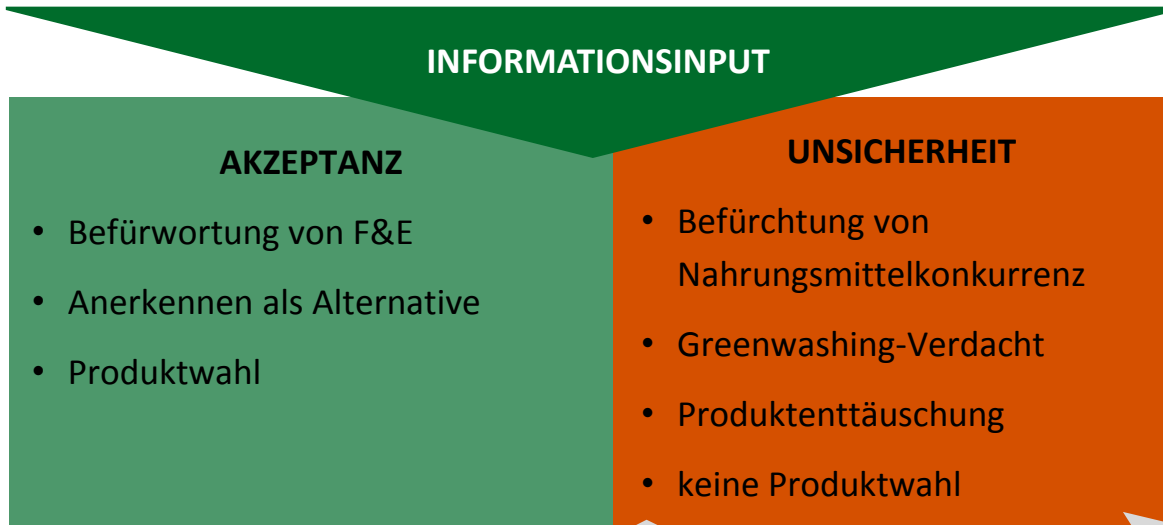 INFORMATIONSINPUT
AKZEPTANZ
• Befürwortung von F&E
• Anerkennen als Alternative
• Produktwahl
UNSICHERHEIT
• Befürchtung von
Nahrungsmittelkonkurrenz
• Greenwashing-Verdacht
• Produktenttäuschung
• keine Produktwahl